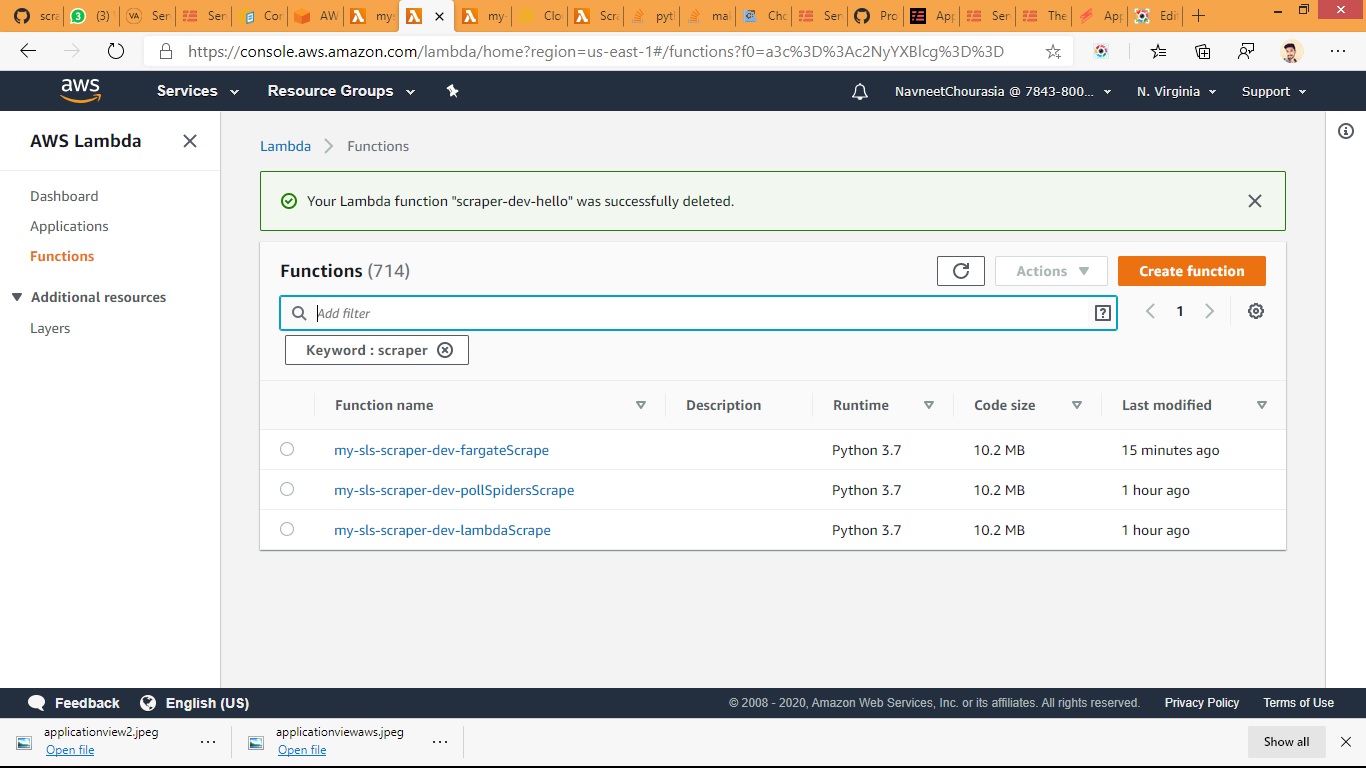 scra
3
(3)
VA
Ser
Ser
Cor
AW
my-
my-
Clo
Scra
pyt
mal
Cho
Ser
Pro
App
Ser
The
Ap
Edi
https://console.aws.amazon.com/lambda/home?region=us-east-1#/functions?f0=a3c%3D%3Ac2NyYXBlcg%3D%3D
aws
Services
Resource Groups
NavneetChourasia @ 7843-800...
N. Virginia
Support
AWS Lambda
Dashboard
Applications
Functions
Additional resources
Layers
Lambda > Functions
Your Lambda function "scraper-dev-hello" was successfully deleted.
Functions (714)
Actions
Create function
Add filter
?
1
Keyword : scraper
Function name Description Runtime Code size Last modified
my-sls-scraper-dev-fargateScrape Python 3.7 10.2 MB 15 minutes ago
my-sls-scraper-dev-pollSpidersScrape Python 3.7 10.2 MB 1 hour ago
my-sls-scraper-dev-lambdaScrape Python 3.7 10.2 MB 1 hour ago
Feedback
English (US)
© 2008 - 2020, Amazon Web Services, Inc. or its affiliates. All rights reserved.
Privacy Policy
Terms of Use
applicationview2.jpeg
Open file
applicationviewaws.jpeg
Open file
Show all